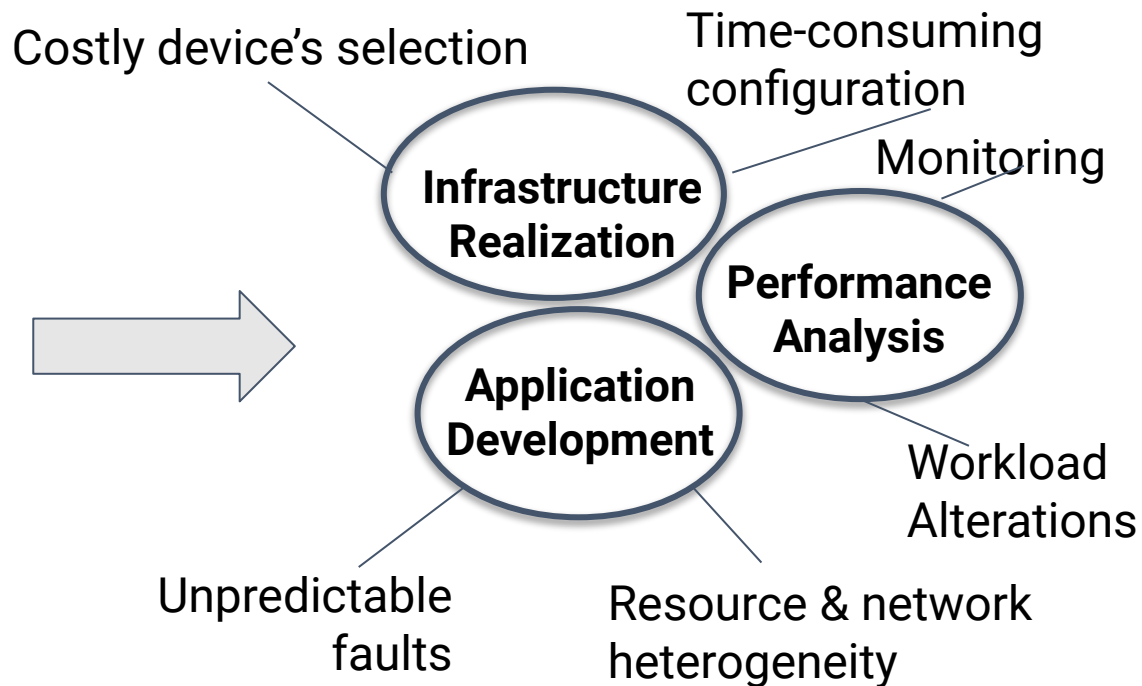 Costly device’s selection
Time-consuming
configuration
Monitoring
Infrastructure
Realization
Performance
Analysis
Application
Development
Workload
Alterations
Unpredictable
faults
Resource & network
heterogeneity